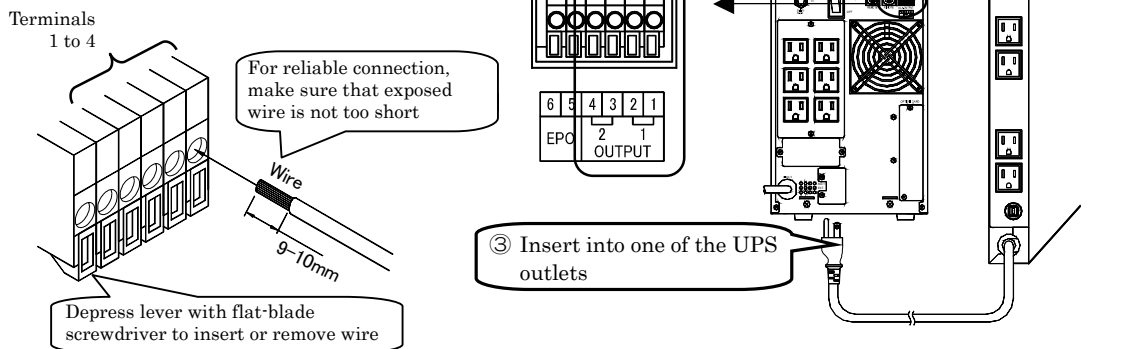 Terminals
1 to 4
For reliable connection,
make sure that exposed
wire is not too short
Wire
9–10mm
Depress lever with flat-blade
screwdriver to insert or remove wire
6 5 4 3 2 1
EPO 2 1
OUTPUT
③ Insert into one of the UPS
outlets